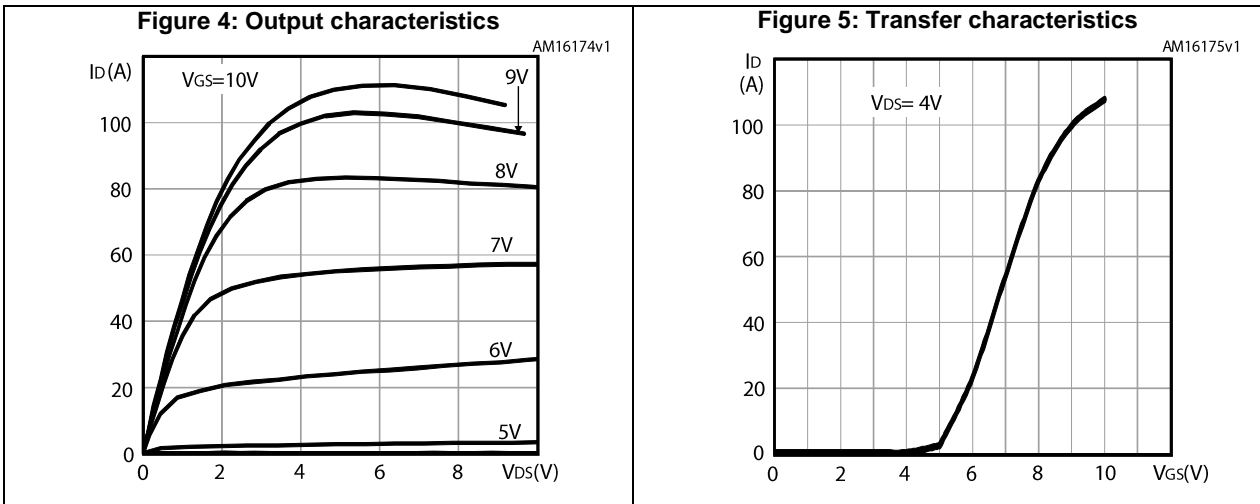 Figure 4: Output characteristics
AM16174v1
ID(A)
VGS=10V
9V
100
8V
80
7V
60
40
6V
20
5V
0
0 2 4 6 8 VDS(V)
Figure 5: Transfer characteristics
AM16175v1
ID
(A)
VDS= 4V
100
80
60
40
20
0
0 2 4 6 8 10 VGS(V)